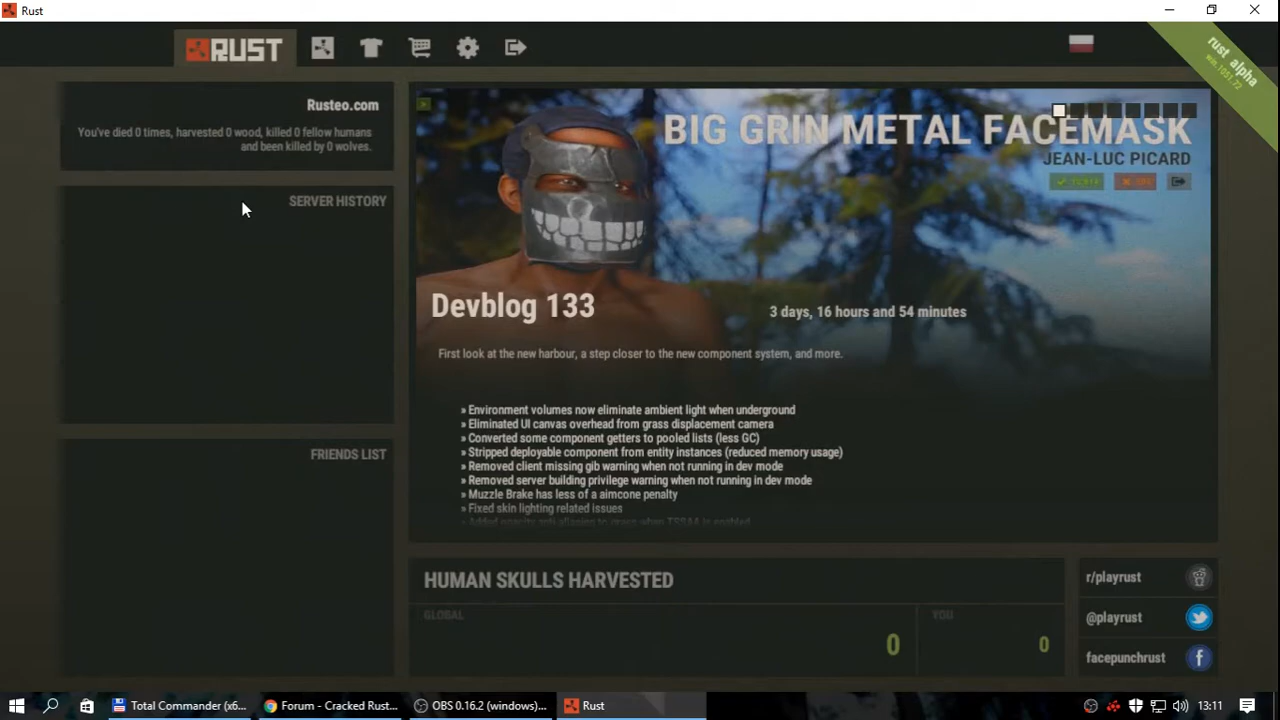 Rust
RUST
rust alpha
Rusteo.com
You've died 0 times, harvested 0 wood, killed 0 fellow humans
and been killed by 0 wolves.
SERVER HISTORY
FRIENDS LIST
BIG GRIN METAL FACEMASK
JEAN-LUC PICARD
Devblog 133
3 days, 16 hours and 54 minutes
First look at the new harbour, a step closer to the new component system, and more.
» Environment volumes now eliminate ambient light when underground
» Eliminated UI canvas overhead from grass displacement camera
» Converted some component getters to pooled lists (less GC)
» Stripped deployable component from entity instances (reduced memory usage)
» Removed client missing gib warning when not running in dev mode
» Removed server building privilege warning when not running in dev mode
» Muzzle Brake has less of a aimcone penalty
» Fixed skin lighting related issues
HUMAN SKULLS HARVESTED
GLOBAL
0
YOU
0
r/playrust
@playrust
facepunchrust
Total Commander (x6...
Forum - Cracked Rust...
OBS 0.16.2 (windows)...
Rust
13:11